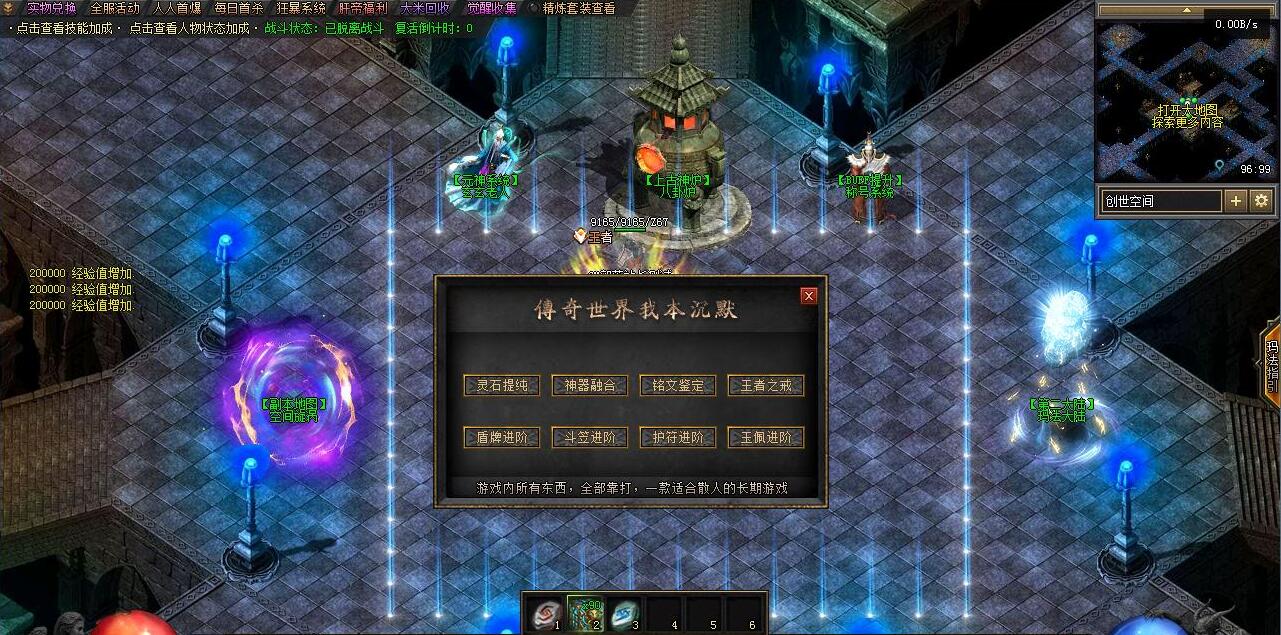 实物兑换 全服活动 人人首爆 每日首杀 狂暴系统 肝帝福利 大米回收 觉醒收集 精炼套装查看
·点击查看技能加成· 点击查看人物状态加成· 战斗状态: 已脱离战斗 复活倒计时: 0
0.00B/s
打开大地图
探索更多内容
96:99
创世空间
【元神系统】
玄玄老人
【上古神炉】
八卦炉
【BUFF提升】
称号系统
9165/9165/Z67
王者
200000 经验值增加.
200000 经验值增加.
200000 经验值增加.
傳奇世界我本沉默
灵石提纯 神器融合 铭文鉴定 王者之戒
盾牌进阶 斗笠进阶 护符进阶 玉佩进阶
游戏内所有东西, 全部靠打, 一款适合散人的长期游戏
【副本地图】
【第二大陆】
玛法大陆
玛法指引
x90
1 2 3 4 5 6